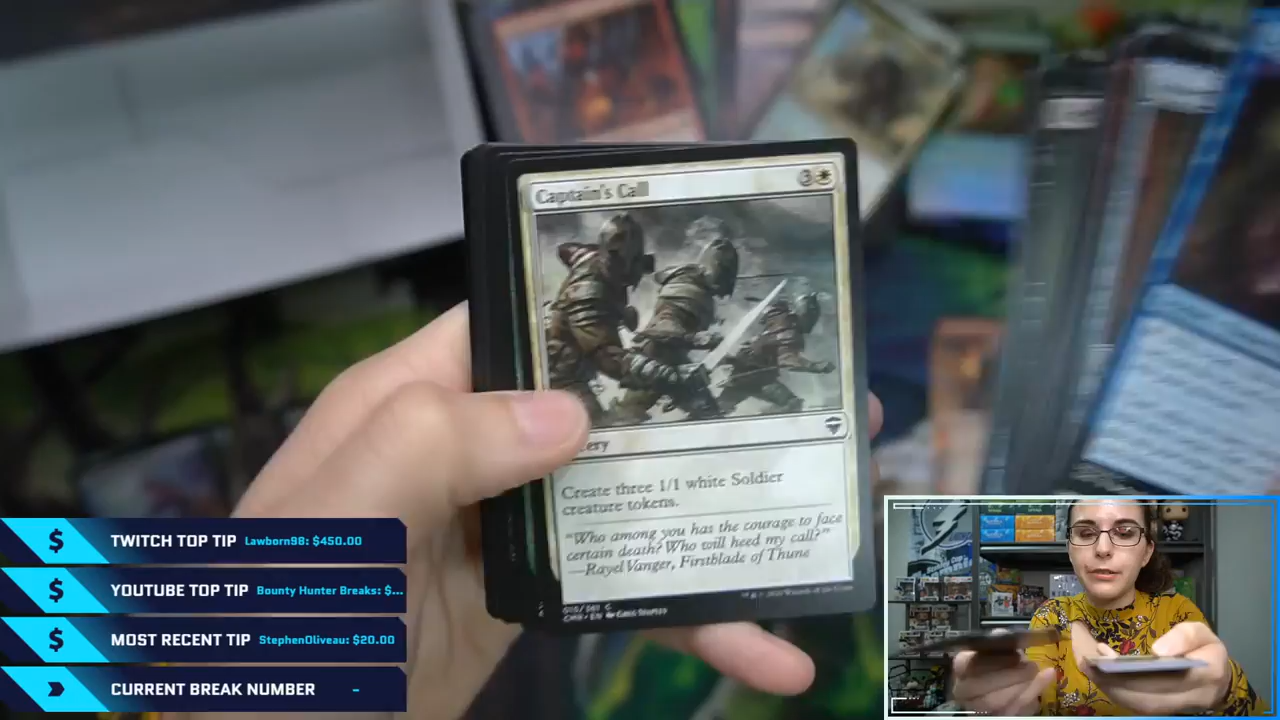 Captain's Call
3
Create three 1/1 white Soldier
creature tokens.
"Who among you has the courage to face
certain death? Who will heed my call?"
—Rayel Vanger, Firstblade of Thune
$ TWITCH TOP TIP Lawborn98: $450.00
$ YOUTUBE TOP TIP Bounty Hunter Breaks: $...
$ MOST RECENT TIP StephenOliveau: $20.00
CURRENT BREAK NUMBER -